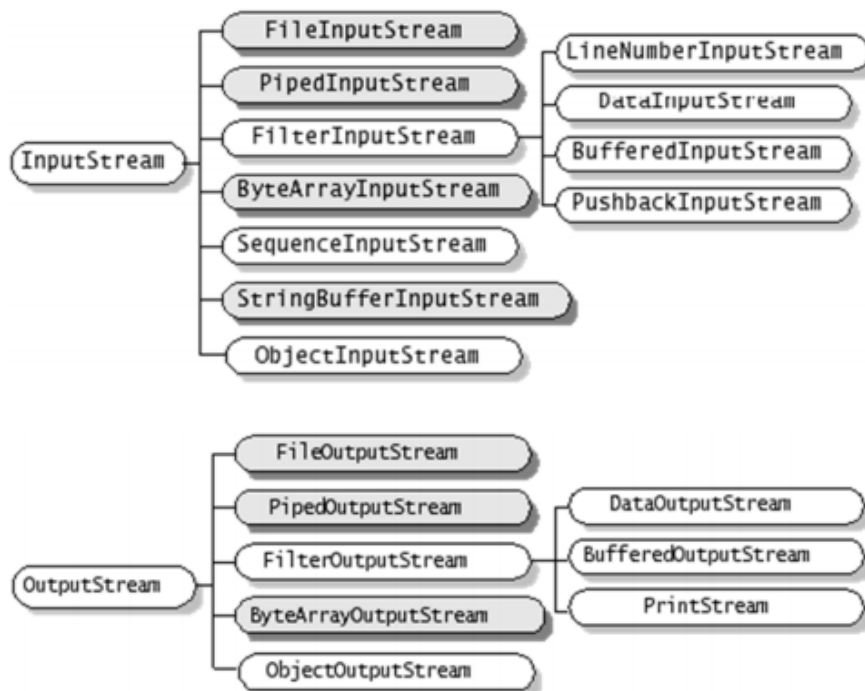 FileInputStream
LineNumberInputStream
PipedInputStream
DataInputStream
FilterInputStream
InputStream
BufferedInputStream
ByteArrayInputStream
PushbackInputStream
SequenceInputStream
StringBufferInputStream
ObjectInputStream
FileOutputStream
PipedOutputStream
DataOutputStream
FilterOutputStream
BufferedOutputStream
OutputStream
ByteArrayOutputStream
PrintStream
ObjectOutputStream